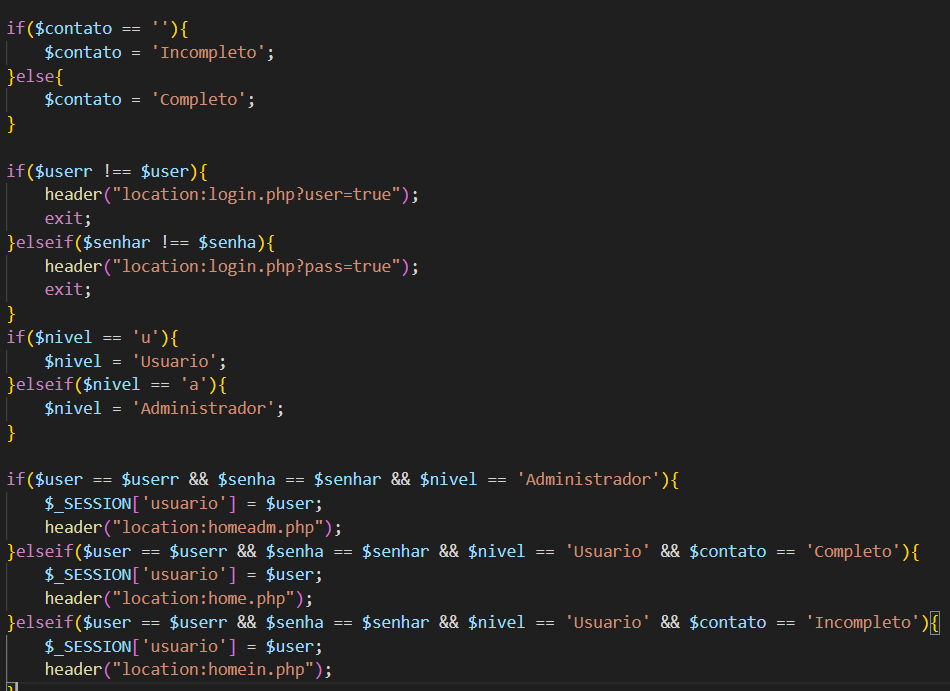 if($contato == ''){
    $contato = 'Incompleto';
}else{
    $contato = 'Completo';
}

if($userr !== $user){
    header("location:login.php?user=true");
    exit;
}elseif($senhar !== $senha){
    header("location:login.php?pass=true");
    exit;
}
if($nivel == 'u'){
    $nivel = 'Usuario';
}elseif($nivel == 'a'){
    $nivel = 'Administrador';
}

if($user == $userr && $senha == $senhar && $nivel == 'Administrador'){
    $_SESSION['usuario'] = $user;
    header("location:homeadm.php");
}elseif($user == $userr && $senha == $senhar && $nivel == 'Usuario' && $contato == 'Completo'){
    $_SESSION['usuario'] = $user;
    header("location:home.php");
}elseif($user == $userr && $senha == $senhar && $nivel == 'Usuario' && $contato == 'Incompleto'){
    $_SESSION['usuario'] = $user;
    header("location:homein.php");
}